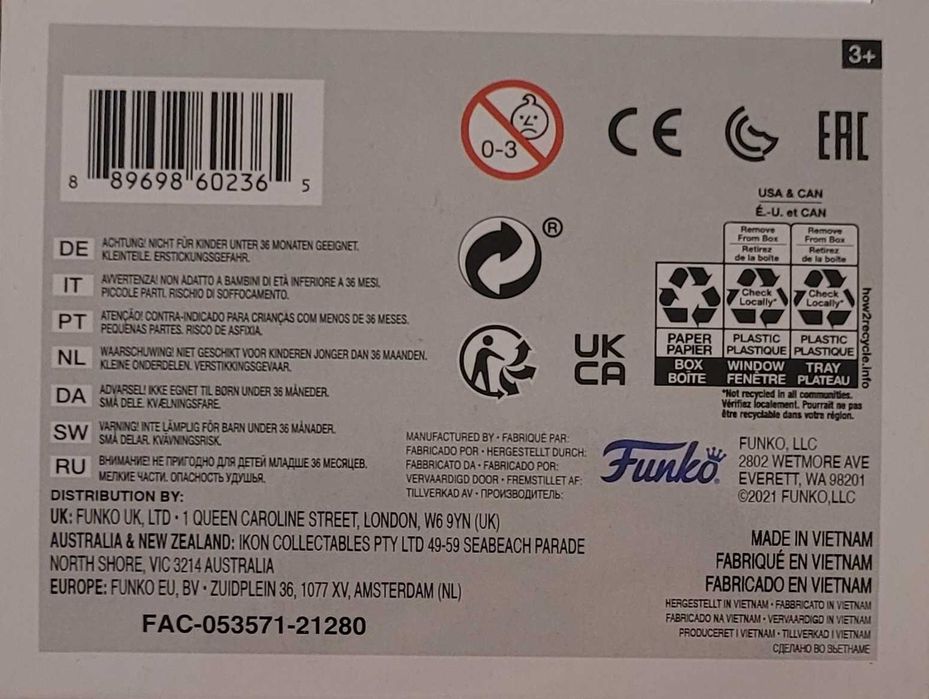 3+
8 89698 60236 5
0-3
CE
EAC
®
UK
CA
USA & CAN
É.-U. et CAN
Remove From Box
Retirez de la boîte
Remove From Box
Retirez de la boîte
Check Locally*
Check Locally*
PAPER
PAPIER
PLASTIC
PLASTIQUE
PLASTIC
PLASTIQUE
BOX
BOÎTE
WINDOW
FENÊTRE
TRAY
PLATEAU
how2recycle.info
*Not recycled in all communities.
Vérifiez localement. Pourrait ne pas
être recyclable dans votre région.
DE ACHTUNG! NICHT FÜR KINDER UNTER 36 MONATEN GEEIGNET.
KLEINTEILE. ERSTICKUNGSGEFAHR.
IT AVVERTENZA! NON ADATTO A BAMBINI DI ETÀ INFERIORE A 36 MESI.
PICCOLE PARTI. RISCHIO DI SOFFOCAMENTO.
PT ATENÇÃO! CONTRA-INDICADO PARA CRIANÇAS COM MENOS DE 36 MESES.
PEQUENAS PARTES. RISCO DE ASFIXIA.
NL WAARSCHUWING! NIET GESCHIKT VOOR KINDEREN JONGER DAN 36 MAANDEN.
KLEINE ONDERDELEN. VERSTIKKINGSGEVAAR.
DA ADVARSEL! IKKE EGNET TIL BØRN UNDER 36 MÅNEDER.
SMÅ DELE. KVÆLNINGSFARE.
SW VARNING! INTE LÄMPLIG FÖR BARN UNDER 36 MÅNADER.
SMÅ DELAR. KVÄVNINGSRISK.
RU ВНИМАНИЕ! НЕ ПРИГОДНО ДЛЯ ДЕТЕЙ МЛАДШЕ 36 МЕСЯЦЕВ.
МЕЛКИЕ ЧАСТИ. ОПАСНОСТЬ УДУШЬЯ.
MANUFACTURED BY • FABRIQUÉ PAR:
FABRICADO POR • HERGESTELLT DURCH:
FABBRICATO DA • FABRICADO POR:
VERVAARDIGD DOOR • FREMSTILLET AF:
TILLVERKAD AV • ПРОИЗВОДИТЕЛЬ:
Funko
FUNKO, LLC
2802 WETMORE AVE
EVERETT, WA 98201
©2021 FUNKO,LLC
DISTRIBUTION BY:
UK: FUNKO UK, LTD • 1 QUEEN CAROLINE STREET, LONDON, W6 9YN (UK)
AUSTRALIA & NEW ZEALAND: IKON COLLECTABLES PTY LTD 49-59 SEABEACH PARADE
NORTH SHORE, VIC 3214 AUSTRALIA
EUROPE: FUNKO EU, BV • ZUIDPLEIN 36, 1077 XV, AMSTERDAM (NL)
FAC-053571-21280
MADE IN VIETNAM
FABRIQUÉ EN VIETNAM
FABRICADO EN VIETNAM
HERGESTELLT IN VIETNAM • FABBRICATO IN VIETNAM
FABRICADO NA VIETNAM • VERVAARDIGD IN VIETNAM
PRODUCERET I VIETNAM • TILLVERKAD I VIETNAM
СДЕЛАНО ВО ВЬЕТНАМЕ